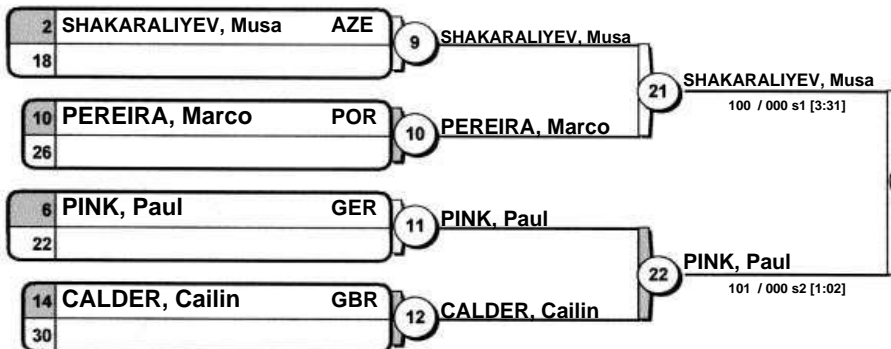 2 SHAKARALIYEV, Musa AZE
18
9
SHAKARALIYEV, Musa
10 PEREIRA, Marco POR
26
10
PEREIRA, Marco
21
SHAKARALIYEV, Musa
100 / 000 s1 [3:31]
6 PINK, Paul GER
22
11
PINK, Paul
14 CALDER, Cailin GBR
30
12
CALDER, Cailin
22
PINK, Paul
101 / 000 s2 [1:02]